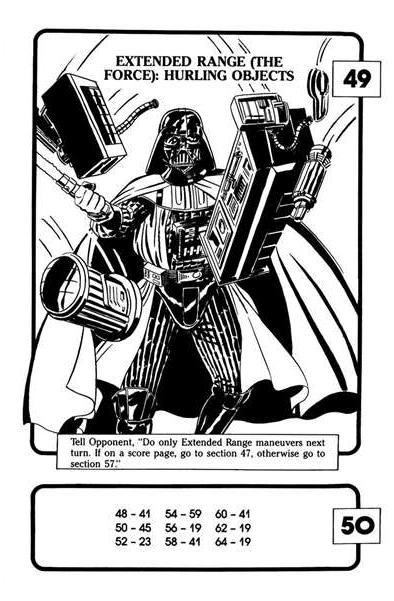 EXTENDED RANGE (THE
FORCE): HURLING OBJECTS
49
Tell Opponent, "Do only Extended Range maneuvers next
turn. If on a score page, go to section 47, otherwise go to
section 57."
48 – 41 54 – 59 60 – 41
50 – 45 56 – 19 62 – 19
52 – 23 58 – 41 64 – 19
50